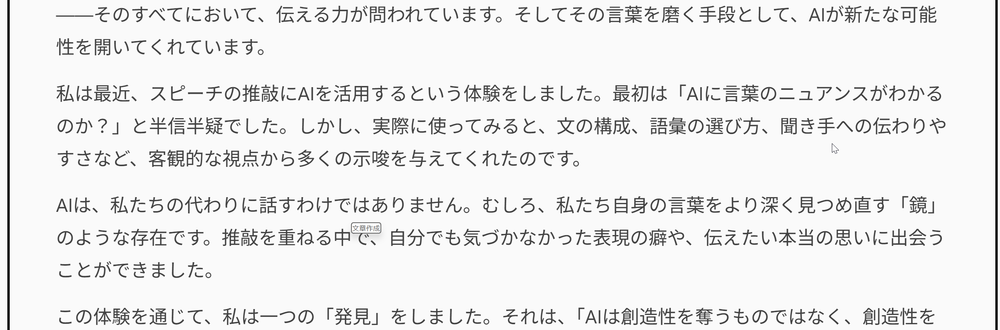 ――そのすべてにおいて、伝える力が問われています。そしてその言葉を磨く手段として、AIが新たな可能
性を開いてくれています。
私は最近、スピーチの推敲にAIを活用するという体験をしました。最初は「AIに言葉のニュアンスがわかる
のか？」と半信半疑でした。しかし、実際に使ってみると、文の構成、語彙の選び方、聞き手への伝わりや
すさなど、客観的な視点から多くの示唆を与えてくれたのです。
AIは、私たちの代わりに話すわけではありません。むしろ、私たち自身の言葉をより深く見つめ直す「鏡」
文章作成
のような存在です。推敲を重ねる中で、自分でも気づかなかった表現の癖や、伝えたい本当の思いに出会う
ことができました。
この体験を通じて、私は一つの「発見」をしました。それは、「AIは創造性を奪うものではなく、創造性を